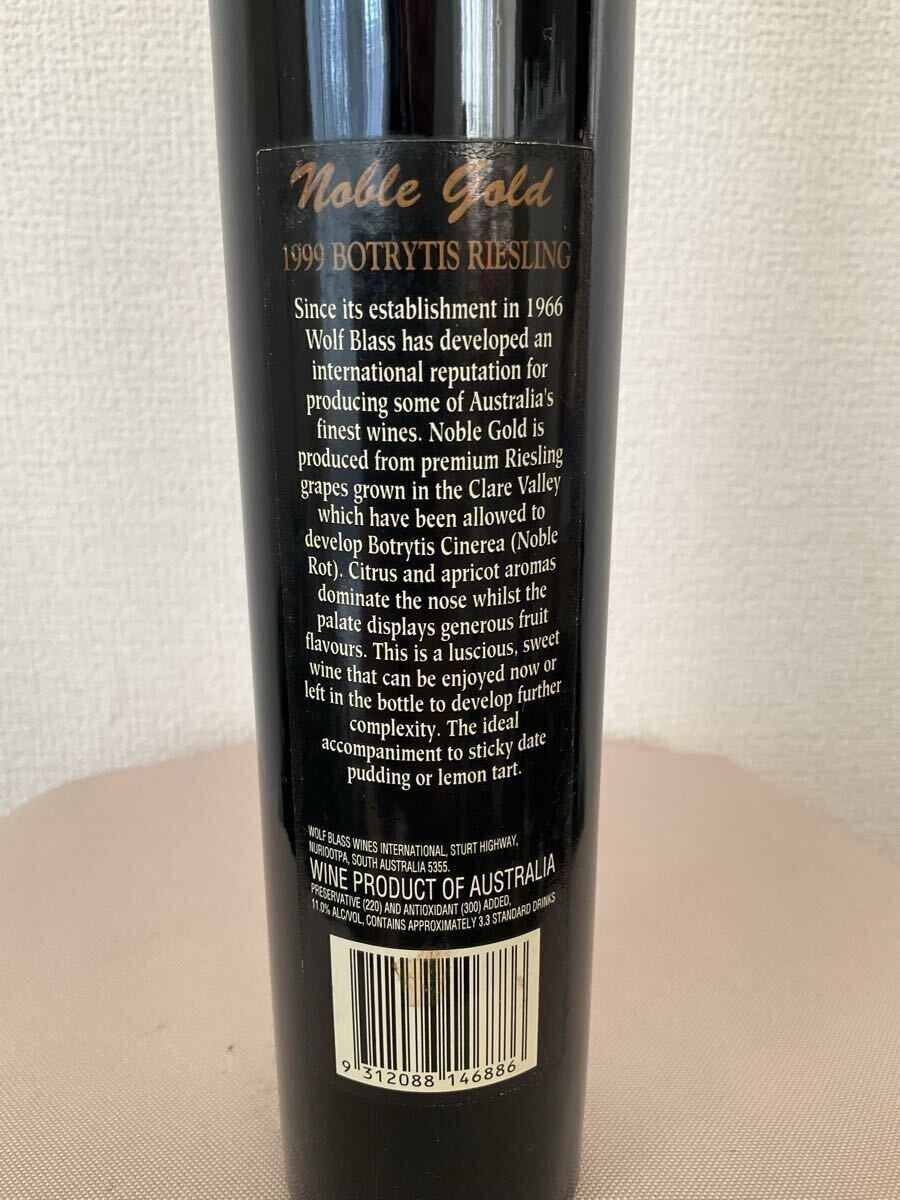 Noble Gold
1999 BOTRYTIS RIESLING
Since its establishment in 1966
Wolf Blass has developed an
international reputation for
producing some of Australia's
finest wines. Noble Gold is
produced from premium Riesling
grapes grown in the Clare Valley
which have been allowed to
develop Botrytis Cinerea (Noble
Rot). Citrus and apricot aromas
dominate the nose whilst the
palate displays generous fruit
flavours. This is a luscious, sweet
wine that can be enjoyed now or
left in the bottle to develop further
complexity. The ideal
accompaniment to sticky date
pudding or lemon tart.
WOLF BLASS WINES INTERNATIONAL, STURT HIGHWAY,
NURIOOTPA, SOUTH AUSTRALIA 5355.
WINE PRODUCT OF AUSTRALIA
PRESERVATIVE (220) AND ANTIOXIDANT (300) ADDED,
11.0% ALC/VOL, CONTAINS APPROXIMATELY 3.3 STANDARD DRINKS
9 312088 146886